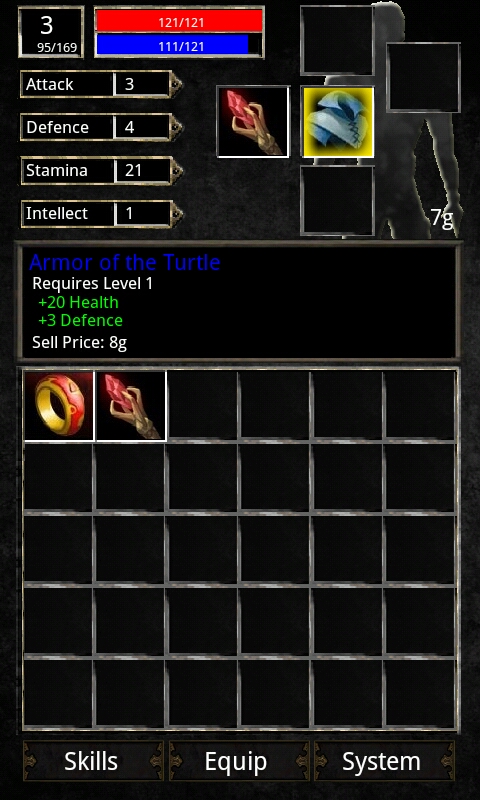 3
95/169
121/121
111/121
Attack 3
Defence 4
Stamina 21
Intellect 1
7g
Armor of the Turtle
Requires Level 1
+20 Health
+3 Defence
Sell Price: 8g
Skills Equip System